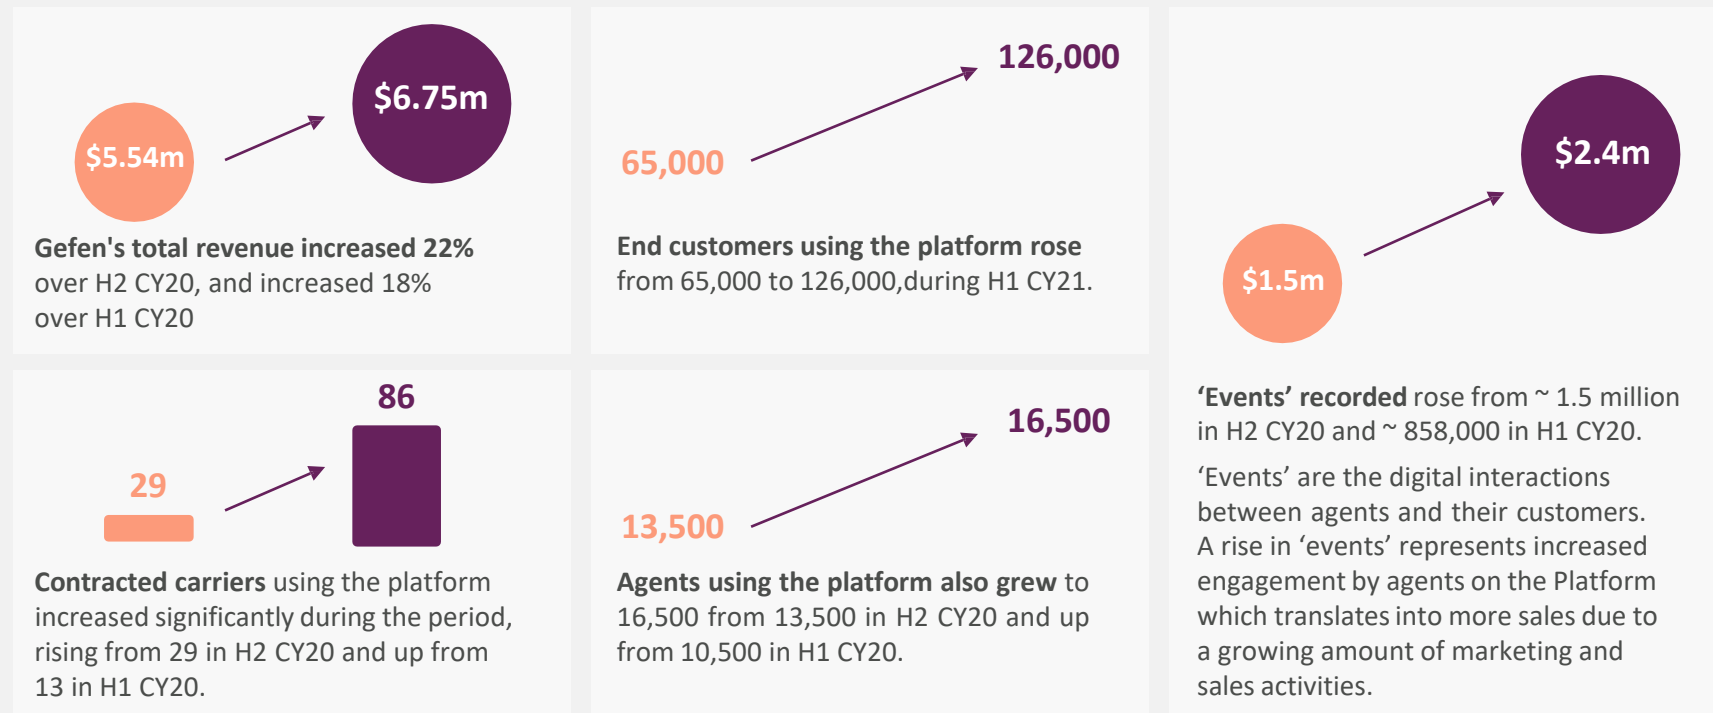 $5.54m
$6.75m
Gefen's total revenue increased 22%
over H2 CY20, and increased 18%
over H1 CY20
65,000
126,000
End customers using the platform rose
from 65,000 to 126,000,during H1 CY21.
29
86
Contracted carriers using the platform
increased significantly during the period,
rising from 29 in H2 CY20 and up from
13 in H1 CY20.
13,500
16,500
Agents using the platform also grew to
16,500 from 13,500 in H2 CY20 and up
from 10,500 in H1 CY20.
$1.5m
$2.4m
‘Events’ recorded rose from ~ 1.5 million
in H2 CY20 and ~ 858,000 in H1 CY20.
‘Events’ are the digital interactions
between agents and their customers.
A rise in ‘events’ represents increased
engagement by agents on the Platform
which translates into more sales due to
a growing amount of marketing and
sales activities.